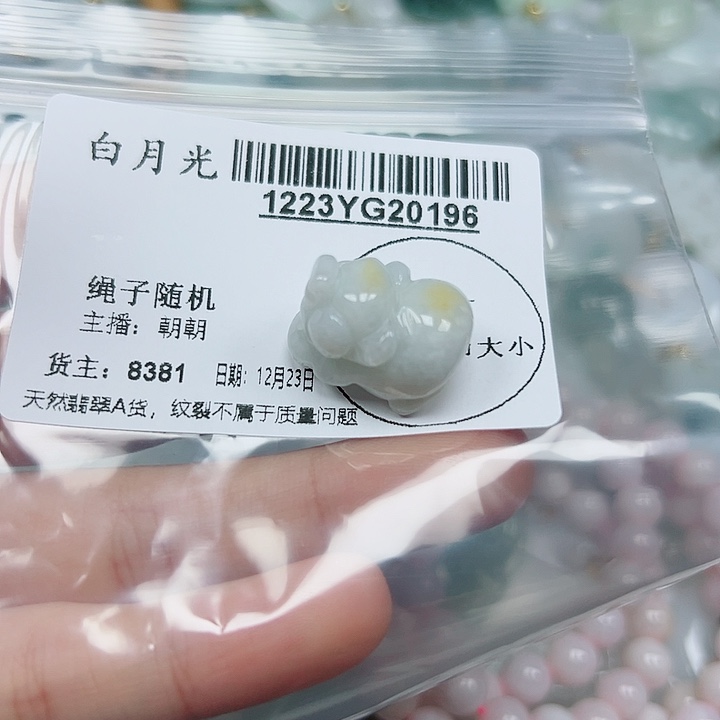 白月光
1223YG20196
大小
绳子随机
主播：朝朝
货主：8381 日期：12月23日
天然翡翠A货，纹裂不属于质量问题